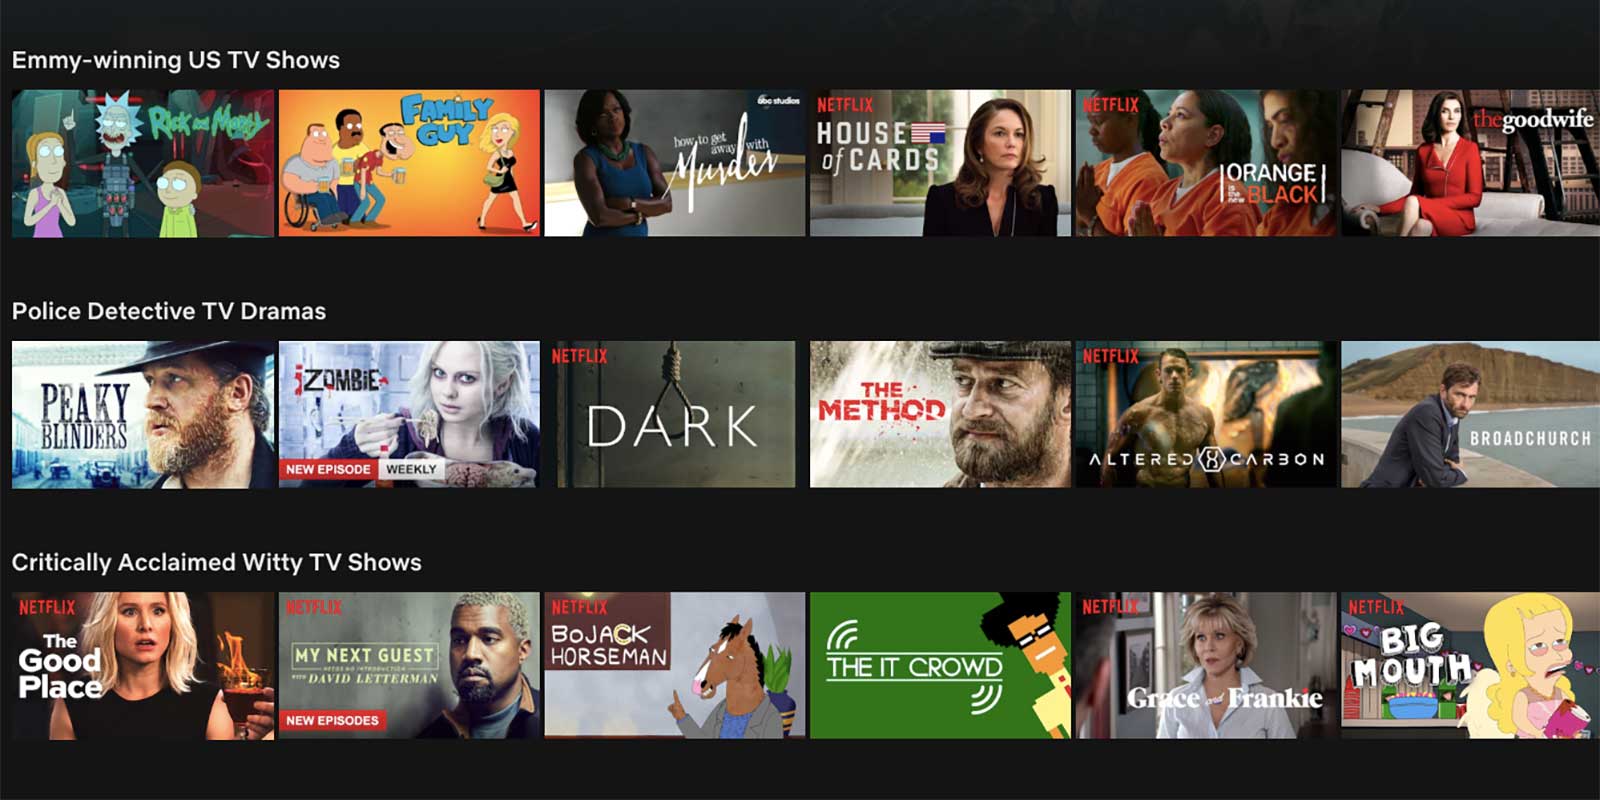 Emmy-winning US TV Shows
RICK AND MORTY
FAMILY GUY
abc studios
how to get away with Murder
NETFLIX
HOUSE
of CARDS
NETFLIX
ORANGE
is the new BLACK
thegoodwife
Police Detective TV Dramas
PEAKY
BLINDERS
iZOMBIE
NEW EPISODE WEEKLY
NETFLIX
DARK
THE
METHOD
NETFLIX
ALTERED CARBON
BROADCHURCH
Critically Acclaimed Witty TV Shows
NETFLIX
The
Good
Place
NETFLIX
MY NEXT GUEST
NEEDS NO INTRODUCTION
WITH DAVID LETTERMAN
NEW EPISODES
NETFLIX
BOJACK
HORSEMAN
THE IT CROWD
NETFLIX
Grace and Frankie
NETFLIX
BIG
MOUTH